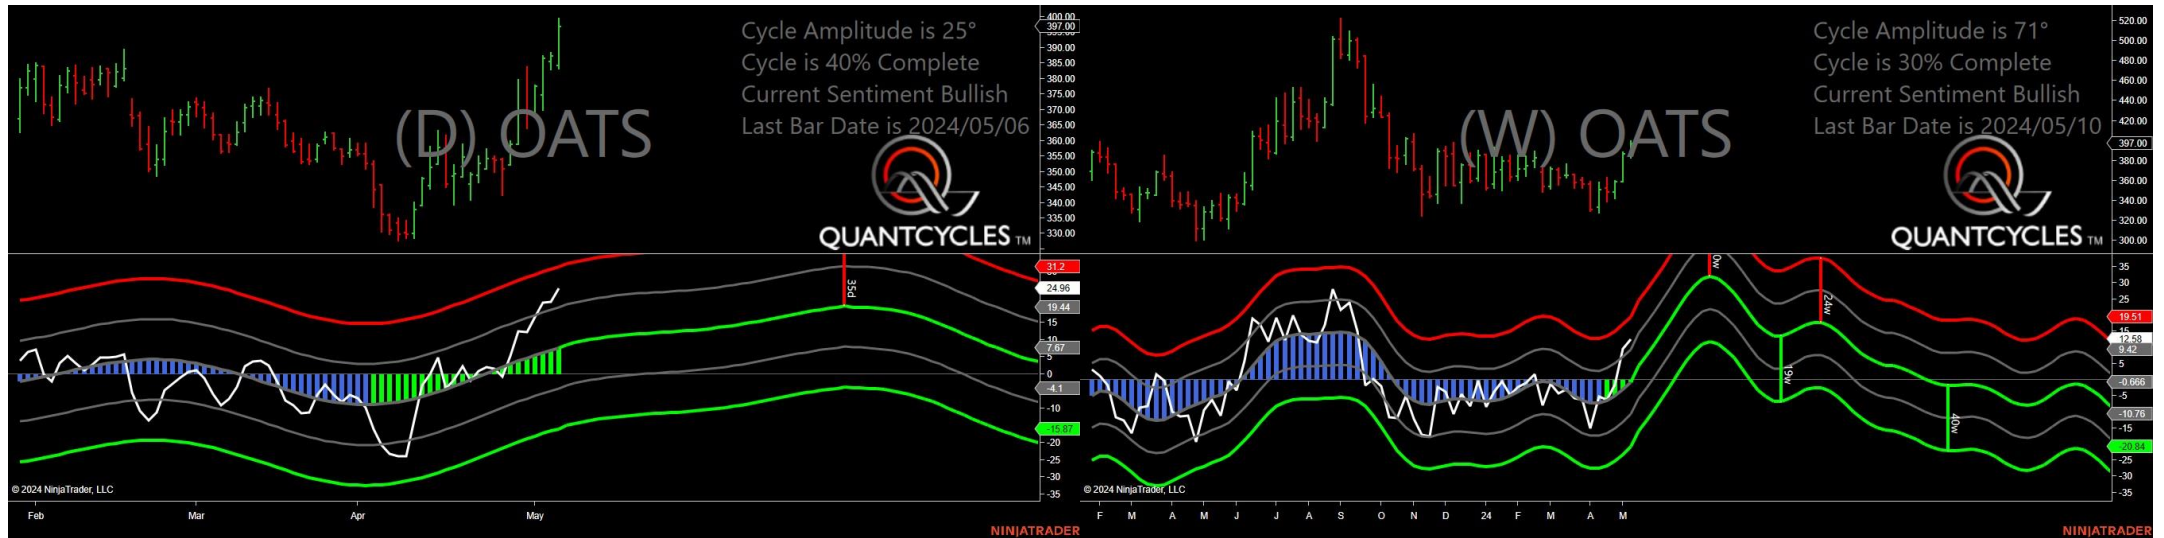 Cycle Amplitude is 25°
Cycle is 40% Complete
Current Sentiment Bullish
Last Bar Date is 2024/05/06
(D) OATS
QUANTCYCLES TM
400.00
397.00
390.00
385.00
380.00
375.00
370.00
365.00
360.00
355.00
350.00
345.00
340.00
335.00
330.00
31.2
24.96
19.44
15
10
7.67
5
0
-4.1
-10
-15.87
-20
-25
-30
-35
35d
© 2024 NinjaTrader, LLC
Feb Mar Apr May
NINJATRADER
Cycle Amplitude is 71°
Cycle is 30% Complete
Current Sentiment Bullish
Last Bar Date is 2024/05/10
(W) OATS
QUANTCYCLES TM
520.00
500.00
480.00
460.00
440.00
420.00
397.00
380.00
360.00
340.00
320.00
300.00
35
30
25
19.51
15
12.58
9.42
5
-0.666
-5
-10.76
-15
-20.84
-25
-30
-35
24w
19w
40w
© 2024 NinjaTrader, LLC
F M A M J J A S O N D 24 F M A M
NINJATRADER